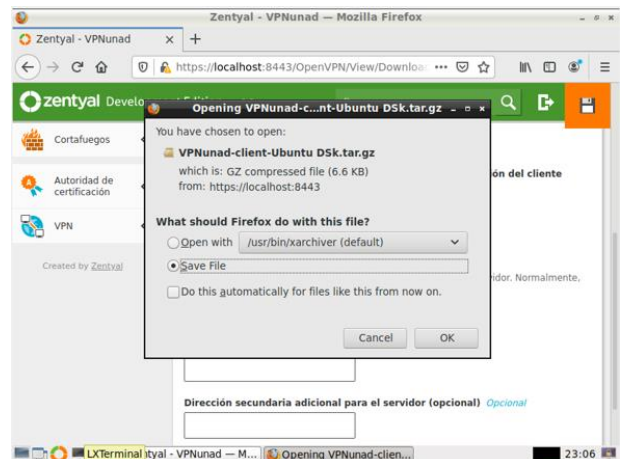 Zentyal - VPNunad — Mozilla Firefox
Zentyal - VPNunad
https://localhost:8443/OpenVPN/View/Downloa
zentyal Develo
Opening VPNunad-c...nt-Ubuntu DSk.tar.gz
You have chosen to open:
VPNunad-client-Ubuntu DSk.tar.gz
which is: GZ compressed file (6.6 KB)
from: https://localhost:8443
What should Firefox do with this file?
Open with /usr/bin/xarchiver (default)
Save File
Do this automatically for files like this from now on.
Cancel OK
Cortafuegos
Autoridad de
certificación
VPN
Created by Zentyal
ón del cliente
idor. Normalmente,
Dirección secundaria adicional para el servidor (opcional) Opcional
LXTerminal tyal - VPNunad — M... Opening VPNunad-clien... 23:06